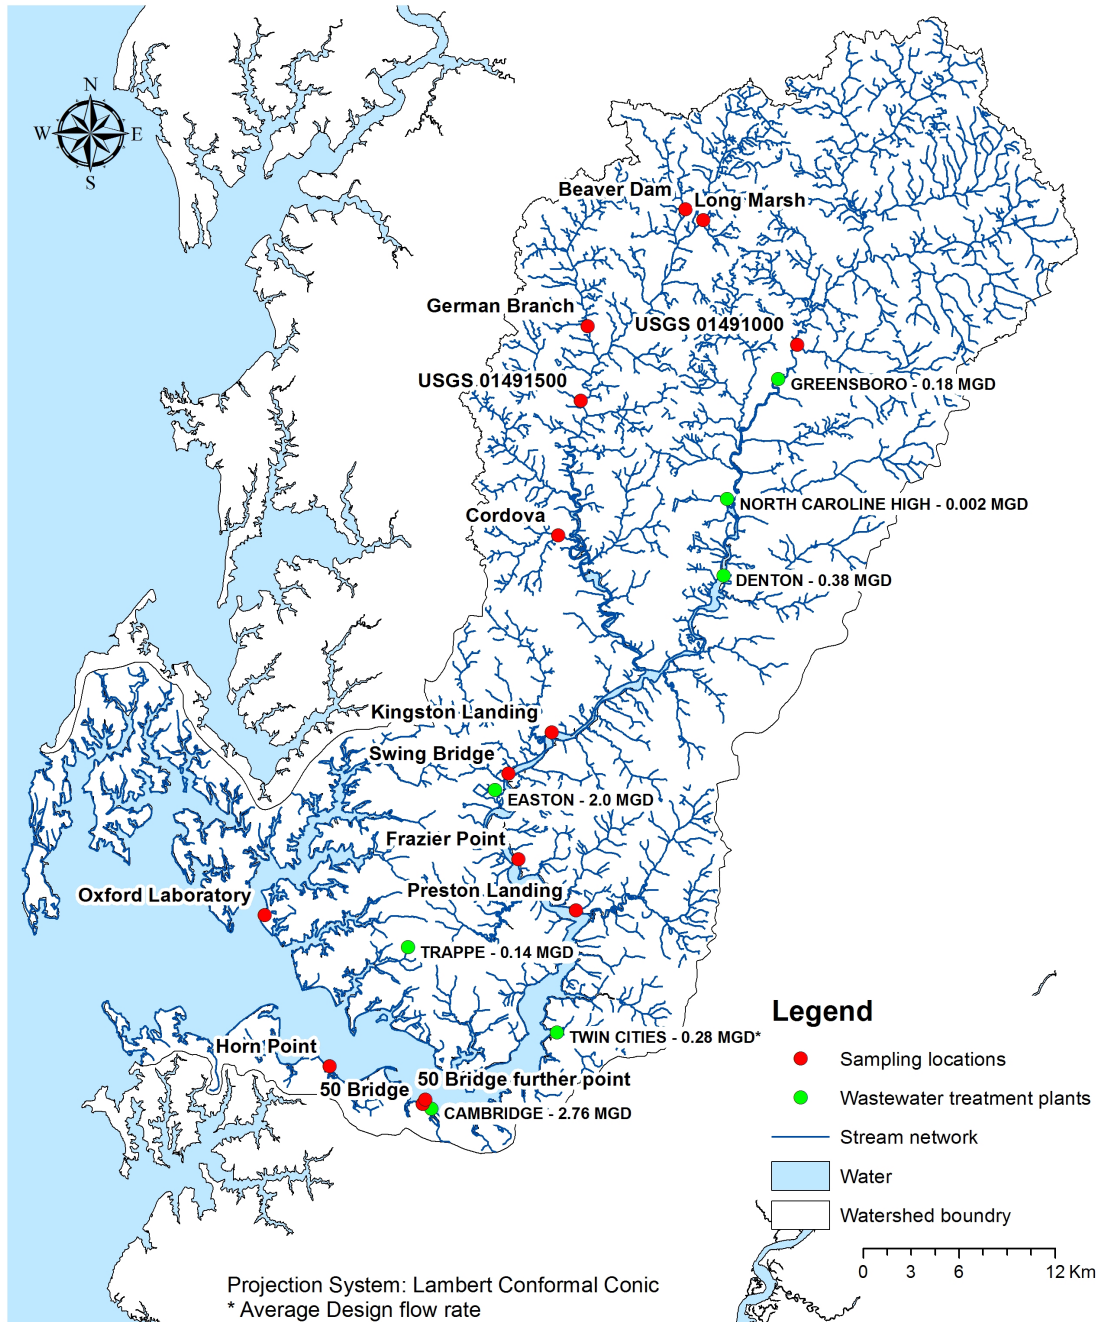 N
W E
S
Beaver Dam
Long Marsh
German Branch
USGS 01491000
USGS 01491500
GREENSBORO - 0.18 MGD
NORTH CAROLINE HIGH - 0.002 MGD
Cordova
DENTON - 0.38 MGD
Kingston Landing
Swing Bridge
EASTON - 2.0 MGD
Frazier Point
Preston Landing
Oxford Laboratory
TRAPPE - 0.14 MGD
TWIN CITIES - 0.28 MGD*
Horn Point
50 Bridge further point
50 Bridge
CAMBRIDGE - 2.76 MGD
Legend
Sampling locations
Wastewater treatment plants
Stream network
Water
Watershed boundry
0 3 6 12 Km
Projection System: Lambert Conformal Conic
* Average Design flow rate